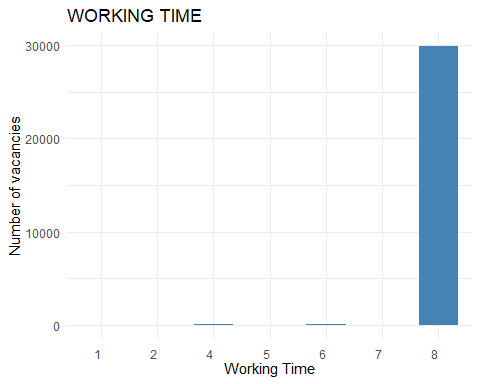 WORKING TIME
Number of vacancies
30000
20000
10000
0
1 2 4 5 6 7 8
Working Time